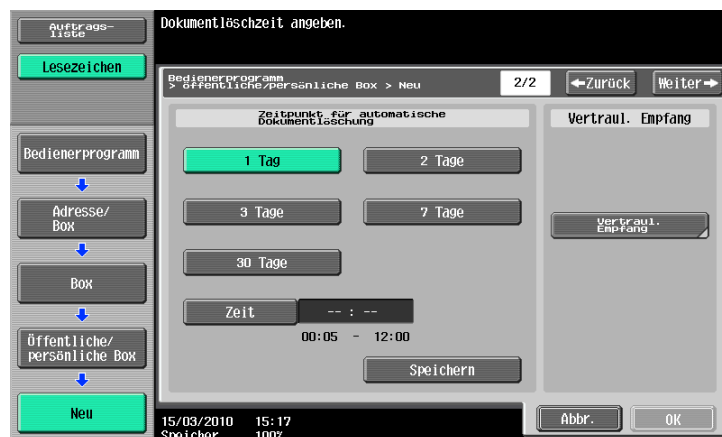 Auftrags-
liste
Lesezeichen
Bedienerprogramm
Adresse/
Box
Box
Öffentliche/
persönliche Box
Neu
Dokumentlöschzeit angeben.
Bedienerprogramm
> öffentliche/persönliche Box > Neu
2/2
←Zurück
Weiter→
Zeitpunkt für automatische
Dokumentlöschung
1 Tag
2 Tage
3 Tage
7 Tage
30 Tage
Zeit
-- : --
00:05 - 12:00
Speichern
Vertraul. Empfang
Vertraul.
Empfang
15/03/2010 15:17
Speicher 100%
Abbr.
OK